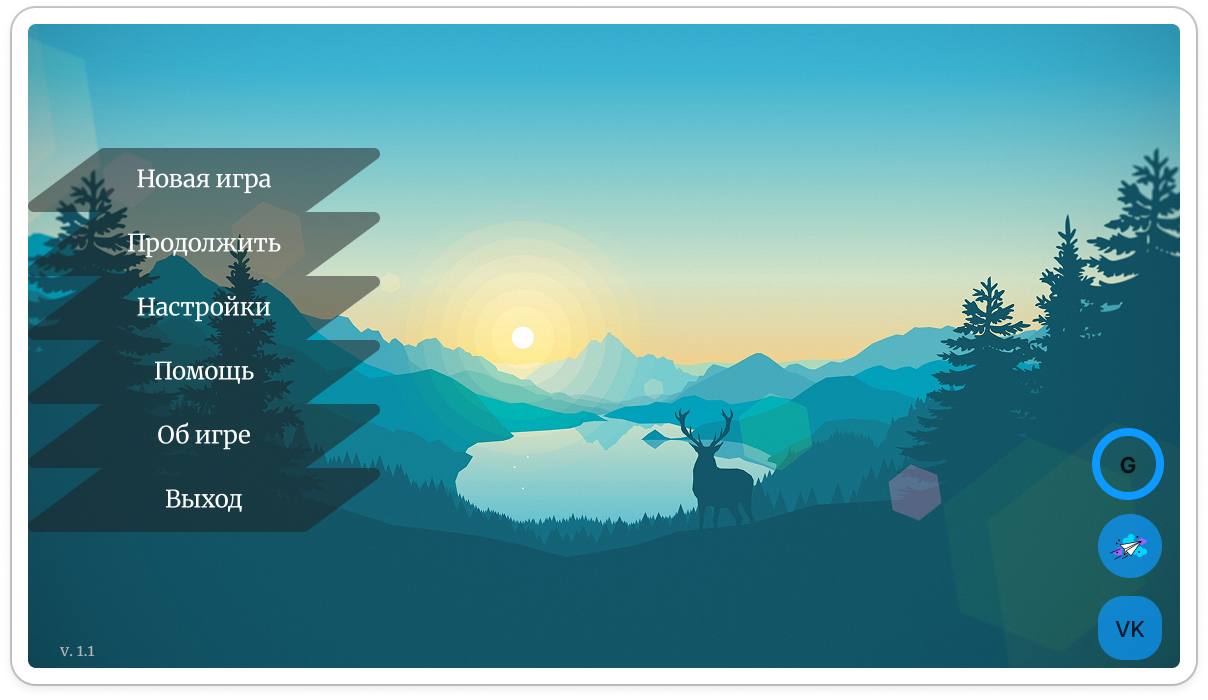 Новая игра
Продолжить
Настройки
Помощь
Об игре
Выход
G
VK
v. 1.1